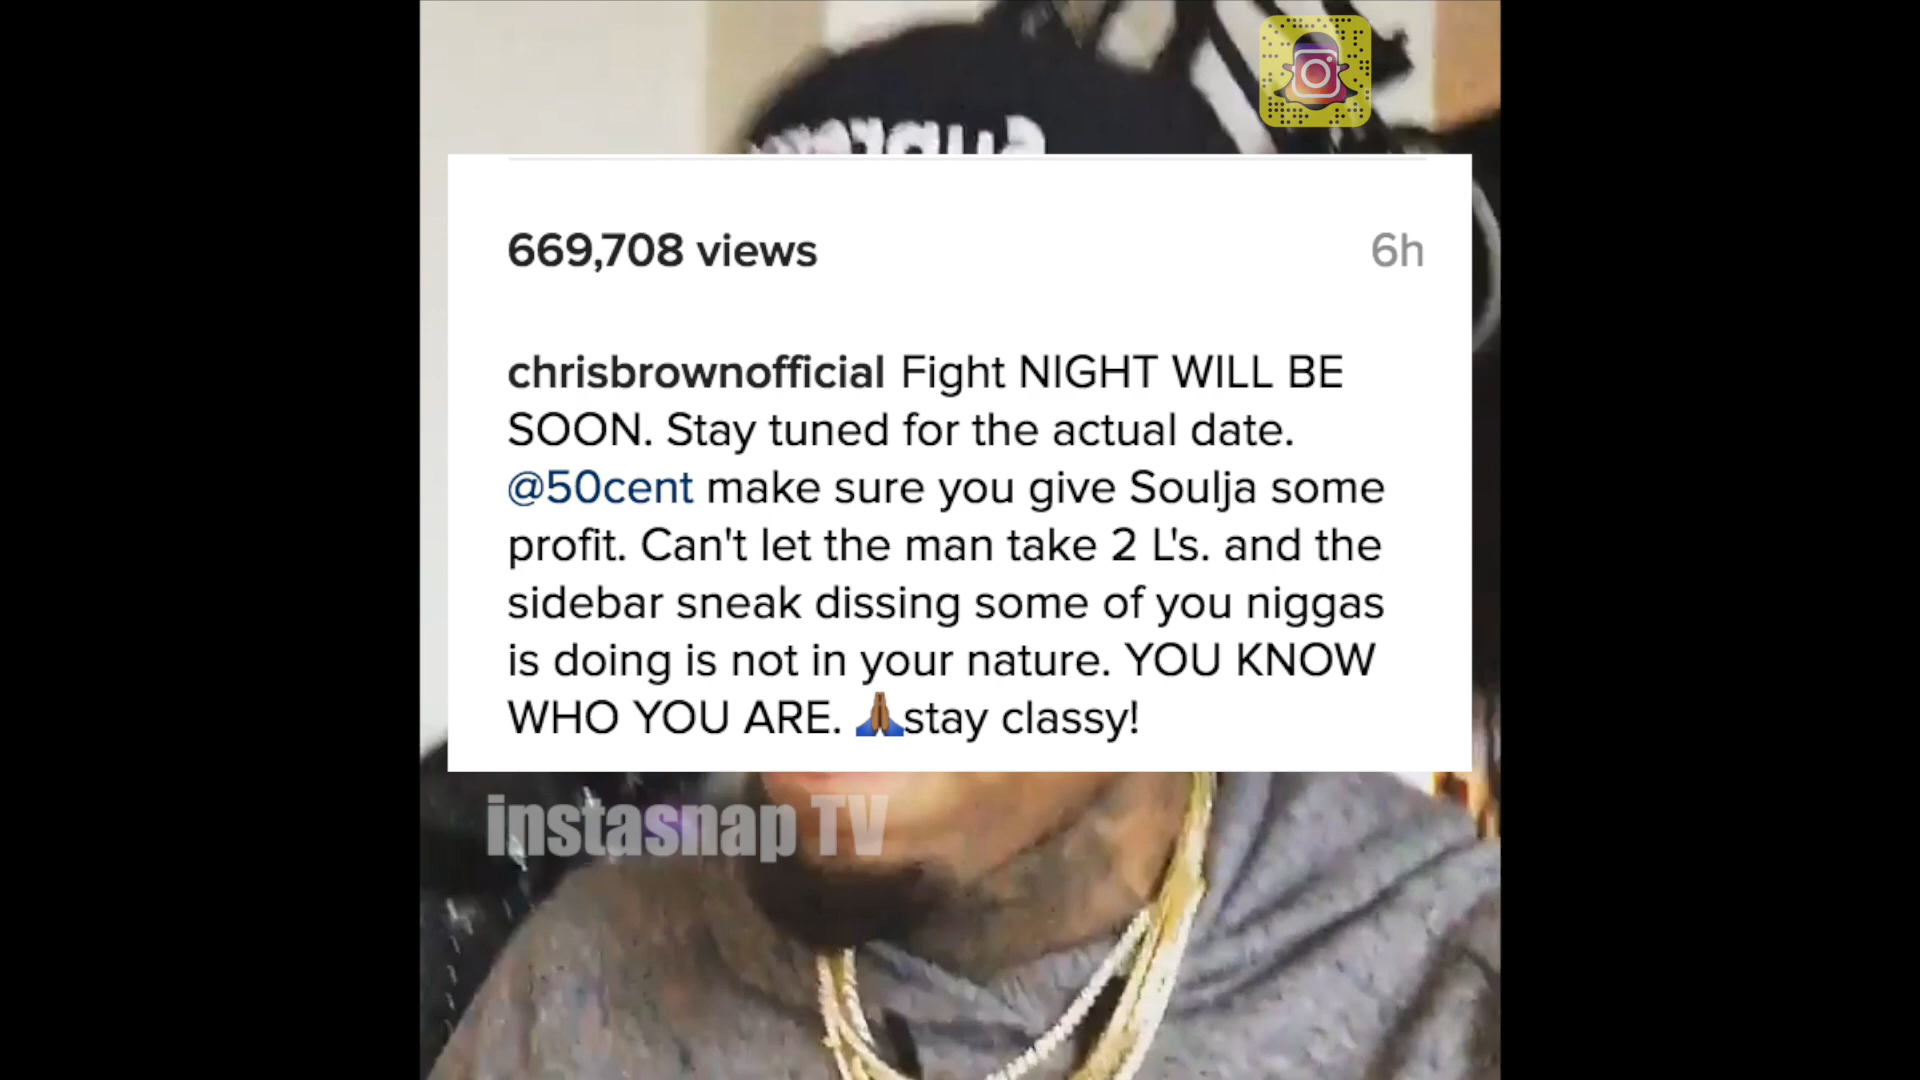 669,708 views 6h
chrisbrownofficial Fight NIGHT WILL BE
SOON. Stay tuned for the actual date.
@50cent make sure you give Soulja some
profit. Can't let the man take 2 L's. and the
sidebar sneak dissing some of you niggas
is doing is not in your nature. YOU KNOW
WHO YOU ARE. 🙏🏾stay classy!
instasnap TV